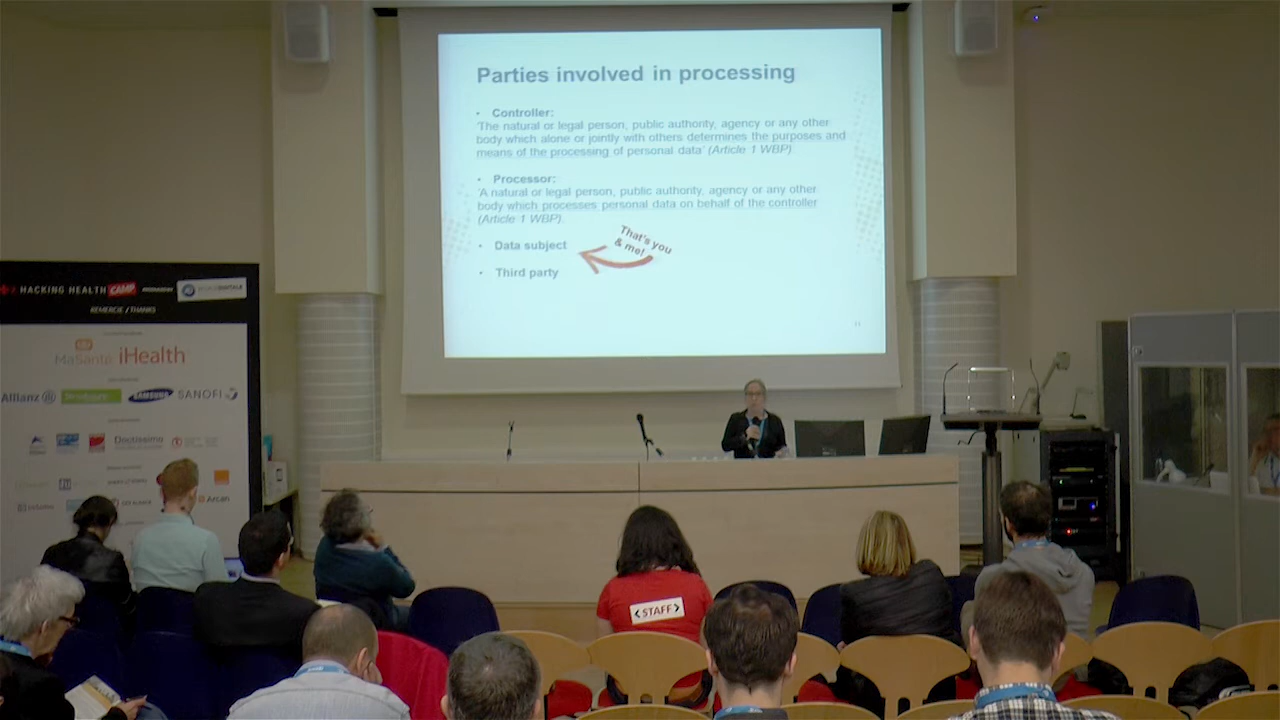 Parties involved in processing
• Controller:
'The natural or legal person, public authority, agency or any other
body which alone or jointly with others determines the purposes and
means of the processing of personal data' (Article 1 WBP).
• Processor:
'A natural or legal person, public authority, agency or any other
body which processes personal data on behalf of the controller
(Article 1 WBP).
• Data subject
That's you
& me!
• Third party
11
HACKING HEALTH CAMP
REMERCIE / THANKS
MaSanté iHealth
Allianz
SAMSUNG
SANOFI
Doctissimo
Arcan
<STAFF>